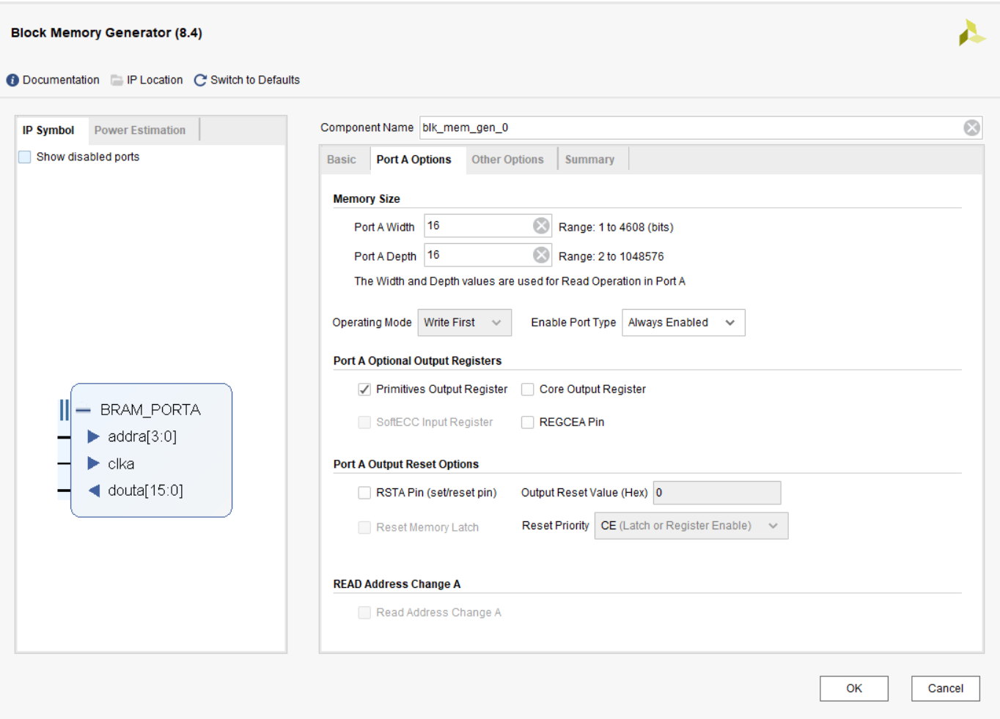 Block Memory Generator (8.4)
Documentation IP Location Switch to Defaults
IP Symbol Power Estimation
Show disabled ports
BRAM_PORTA
addra[3:0]
clka
douta[15:0]
Component Name blk_mem_gen_0
Basic Port A Options Other Options Summary
Memory Size
Port A Width 16 Range: 1 to 4608 (bits)
Port A Depth 16 Range: 2 to 1048576
The Width and Depth values are used for Read Operation in Port A
Operating Mode Write First Enable Port Type Always Enabled
Port A Optional Output Registers
Primitives Output Register Core Output Register
SoftECC Input Register REGCEA Pin
Port A Output Reset Options
RSTA Pin (set/reset pin) Output Reset Value (Hex) 0
Reset Memory Latch Reset Priority CE (Latch or Register Enable)
READ Address Change A
Read Address Change A
OK Cancel